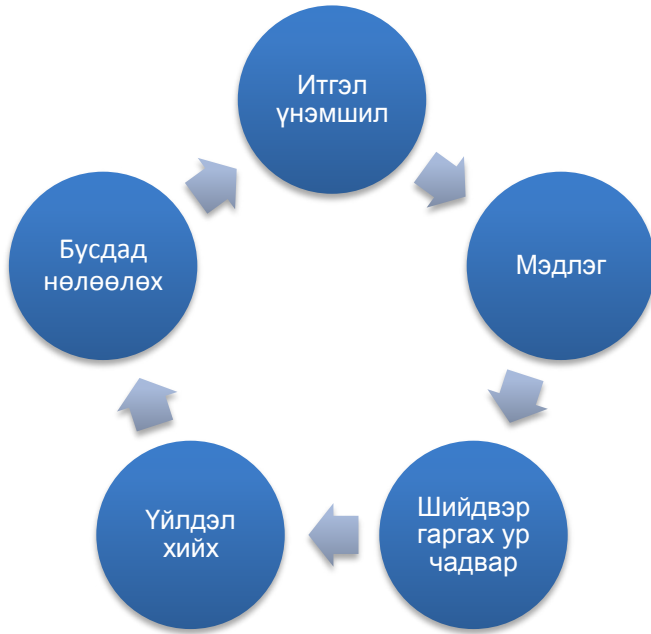 Итгэл
үнэмшил
Мэдлэг
Шийдвэр
гаргах ур
чадвар
Үйлдэл
хийх
Бусдад
нөлөөлөх